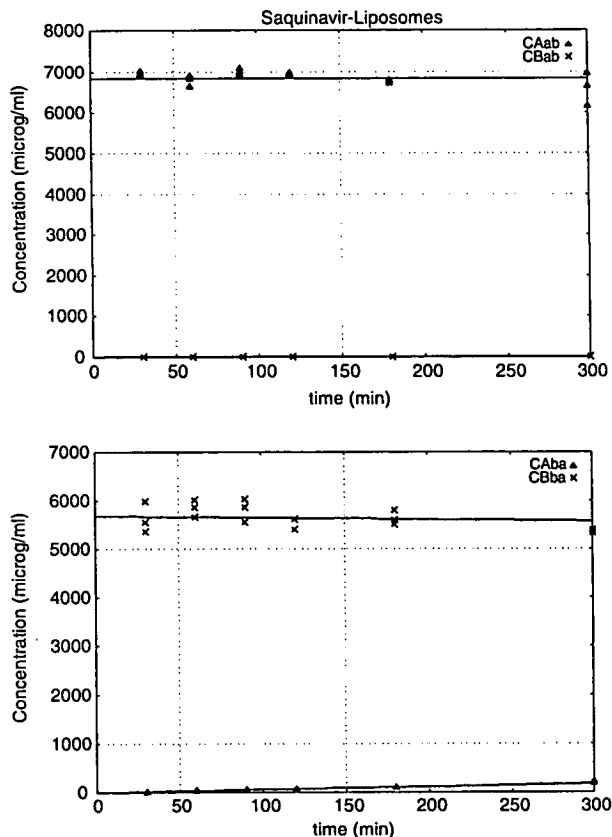 Saquinavir-Liposomes
8000
7000
6000
5000
4000
3000
2000
1000
0
Concentration (microg/ml)
CAab
CBab
0 50 100 150 200 250 300
time (min)
7000
6000
5000
4000
3000
2000
1000
0
Concentration (microg/ml)
CAba
CBba
0 50 100 150 200 250 300
time (min)